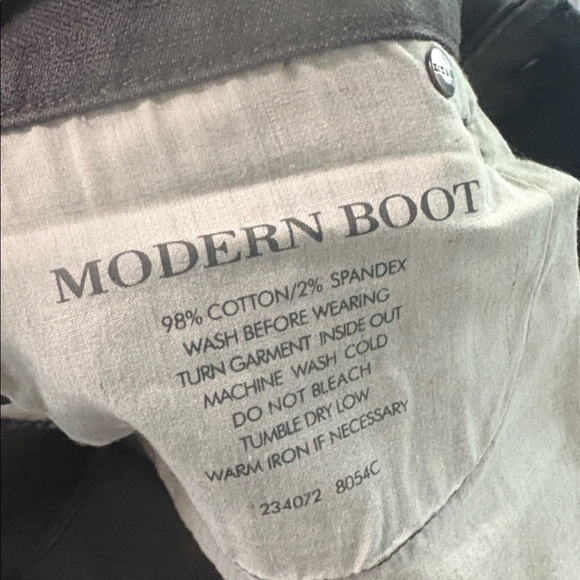 MODERN BOOT
98% COTTON/2% SPANDEX
WASH BEFORE WEARING
TURN GARMENT INSIDE OUT
MACHINE WASH COLD
DO NOT BLEACH
TUMBLE DRY LOW
WARM IRON IF NECESSARY
234072 8054C